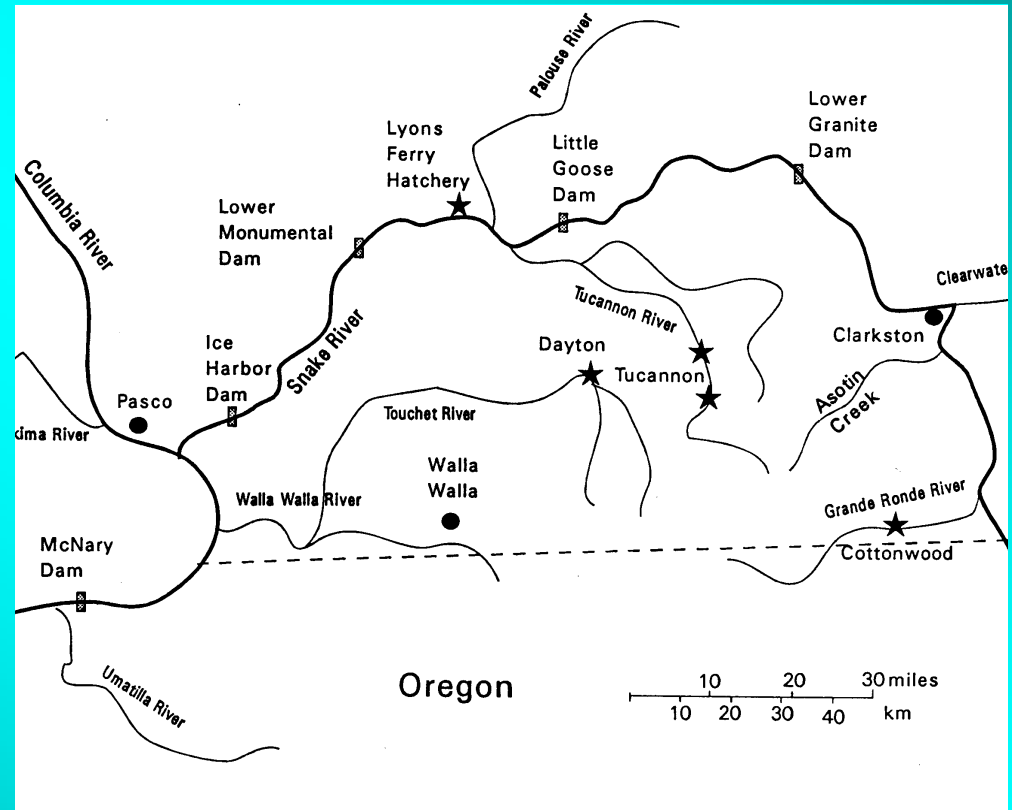 Palouse River
Lower
Granite
Dam
Lyons
Ferry
Hatchery
Little
Goose
Dam
Columbia River
Lower
Monumental
Dam
Clearwate
Tucannon River
Snake River
Ice
Harbor
Dam
Clarkston
Dayton
Tucannon
Asotin
Creek
Pasco
Touchet River
kima River
Walla
Walla
Walla Walla River
Grande Ronde River
McNary
Dam
Cottonwood
Umatilla River
Oregon
10 20 30 miles
10 20 30 40 km